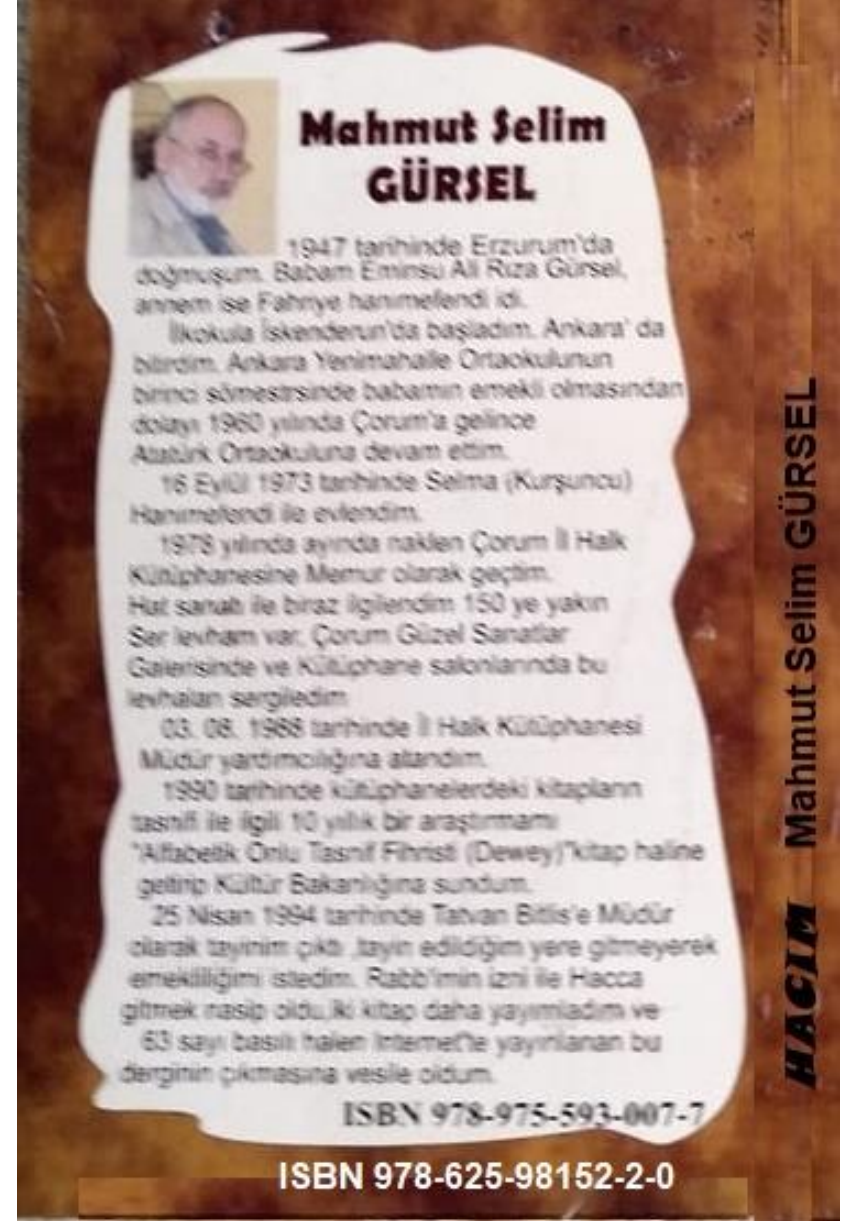 Mahmut Selim
GÜRSEL
1947 tarihinde Erzurum'da
doğmuşum. Babam Eminsu Ali Rıza Gürsel,
annem ise Fahriye hanımefendi idi.
İlkokula İskenderun'da başladım. Ankara' da
bitirdim. Ankara Yenimahalle Ortaokulunun
birinci sömestrsinde babamın emekli olmasından
dolayı 1960 yılında Çorum'a gelince
Atatürk Ortaokuluna devam ettim.
16 Eylül 1973 tarihinde Selma (Kurşuncu)
Hanımefendi ile evlendim.
1978 yılında ayında naklen Çorum İl Halk
Kütüphanesine Memur olarak geçtim.
Hat sanatı ile biraz ilgilendim 150 ye yakın
Ser levham var, Çorum Güzel Sanatlar
Galerisinde ve Kütüphane salonlarında bu
levhaları sergiledim
03. 08. 1988 tarihinde İl Halk Kütüphanesi
Müdür yardımcılığına atandım.
1990 tarihinde kütüphanelerdeki kitapların
tasnifi ile ilgili 10 yıllık bir araştırmamı
"Alfabetik Onlu Tasnif Fihristi (Dewey)"kitap haline
getirip Kültür Bakanlığına sundum.
25 Nisan 1994 tarihinde Tatvan Bitlis'e Müdür
olarak tayinim çıktı ,tayin edildiğim yere gitmeyerek
emekliliğimi istedim. Rabb'imin izni ile Hacca
gitmek nasip oldu,İki kitap daha yayımladım ve
63 sayı basılı halen Internet'te yayınlanan bu
derginin çıkmasına vesile oldum.
ISBN 978-975-593-007-7
ISBN 978-625-98152-2-0
HACIM Mahmut Selim GÜRSEL